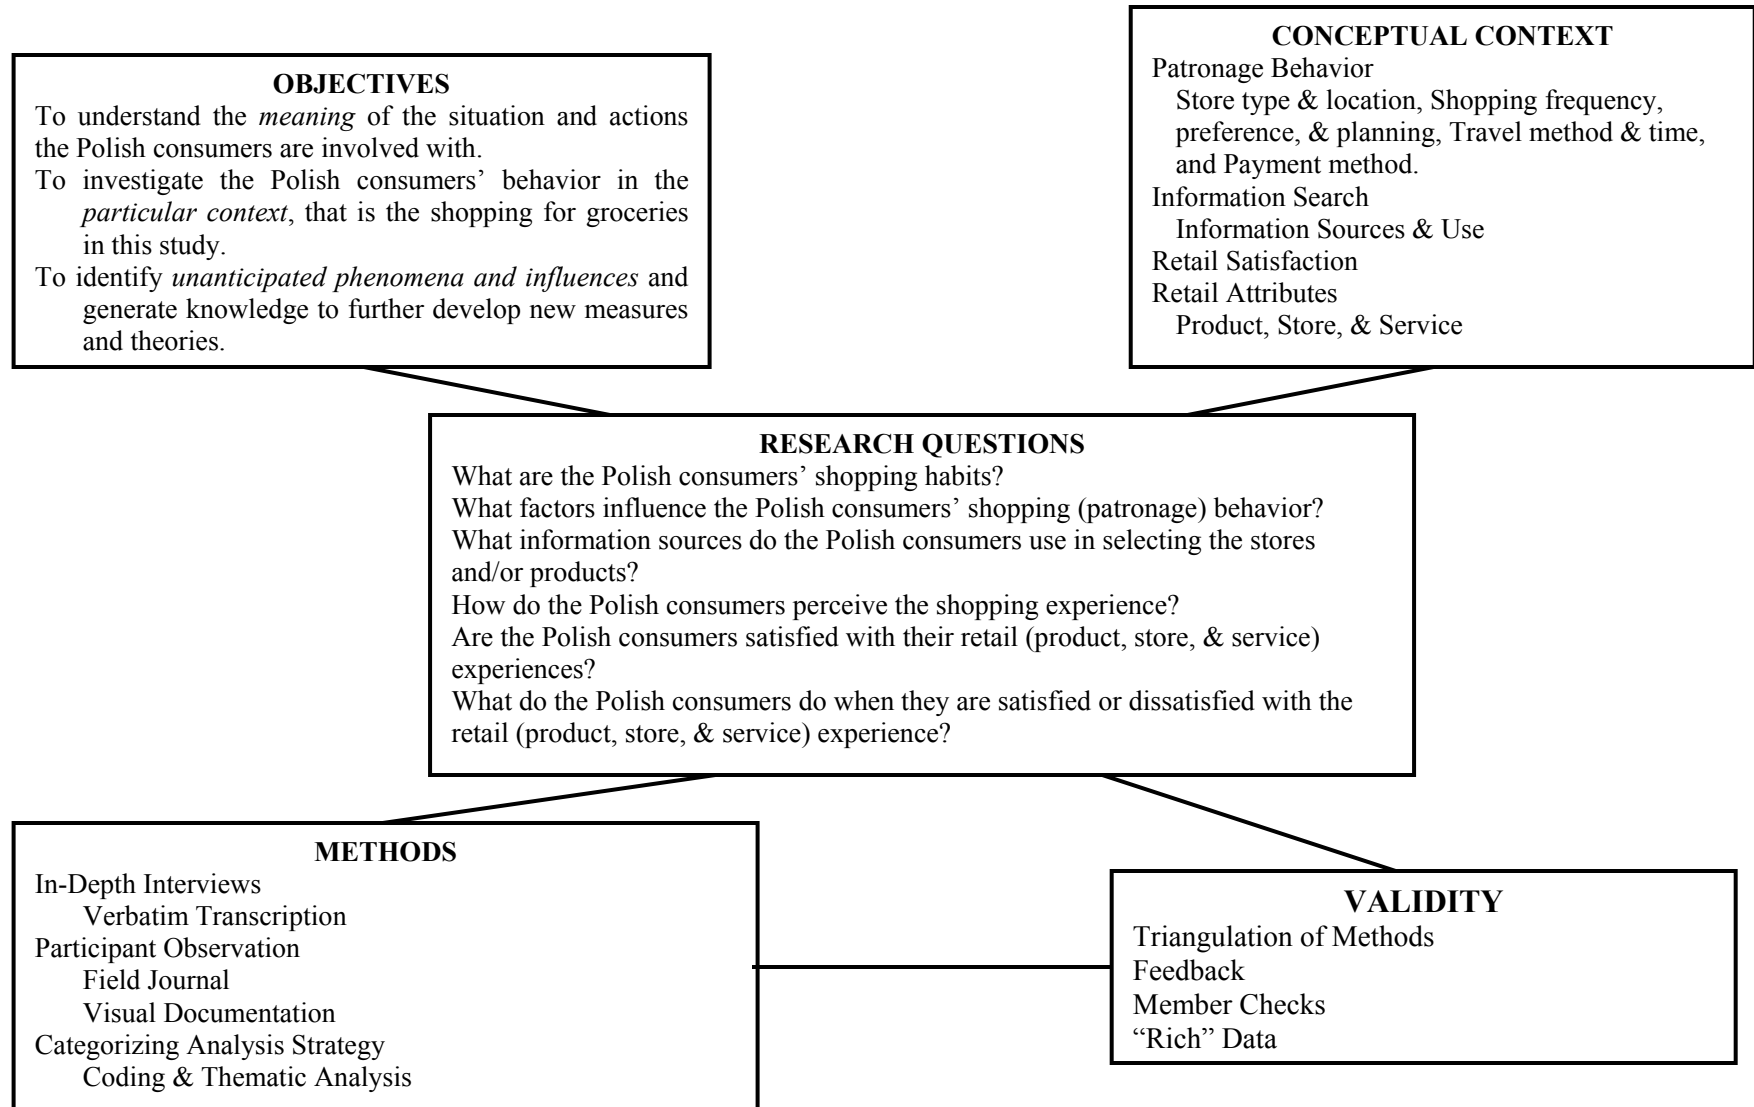 OBJECTIVES
To understand the meaning of the situation and actions
the Polish consumers are involved with.
To investigate the Polish consumers’ behavior in the
particular context, that is the shopping for groceries
in this study.
To identify unanticipated phenomena and influences and
generate knowledge to further develop new measures
and theories.
CONCEPTUAL CONTEXT
Patronage Behavior
Store type & location, Shopping frequency,
preference, & planning, Travel method & time,
and Payment method.
Information Search
Information Sources & Use
Retail Satisfaction
Retail Attributes
Product, Store, & Service
RESEARCH QUESTIONS
What are the Polish consumers’ shopping habits?
What factors influence the Polish consumers’ shopping (patronage) behavior?
What information sources do the Polish consumers use in selecting the stores
and/or products?
How do the Polish consumers perceive the shopping experience?
Are the Polish consumers satisfied with their retail (product, store, & service)
experiences?
What do the Polish consumers do when they are satisfied or dissatisfied with the
retail (product, store, & service) experience?
METHODS
In-Depth Interviews
Verbatim Transcription
Participant Observation
Field Journal
Visual Documentation
Categorizing Analysis Strategy
Coding & Thematic Analysis
VALIDITY
Triangulation of Methods
Feedback
Member Checks
“Rich” Data